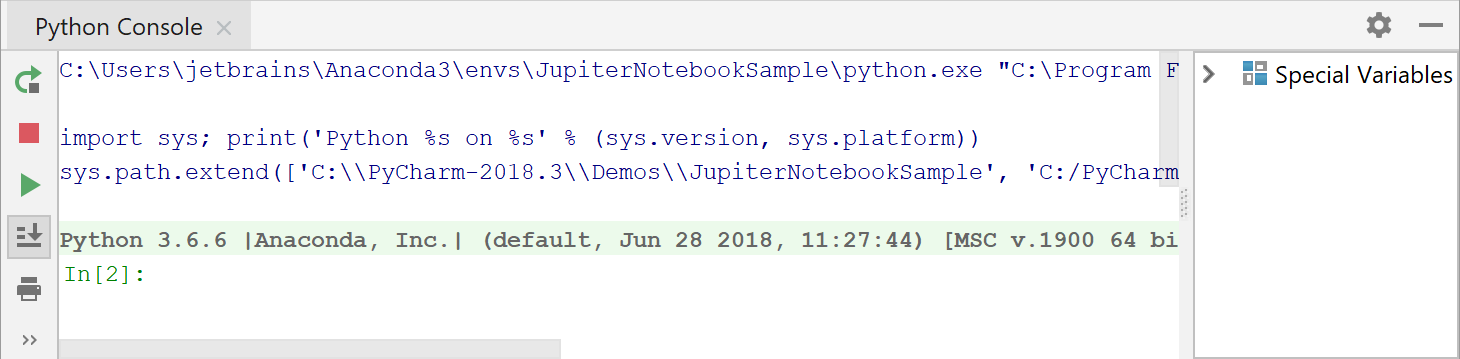 Python Console
C:\Users\jetbrains\Anaconda3\envs\JupiterNotebookSample\python.exe "C:\Program F
Special Variables
import sys; print('Python %s on %s' % (sys.version, sys.platform))
sys.path.extend(['C:\\PyCharm-2018.3\\Demos\\JupiterNotebookSample', 'C:/PyCharm
Python 3.6.6 |Anaconda, Inc.| (default, Jun 28 2018, 11:27:44) [MSC v.1900 64 bi
In[2]: